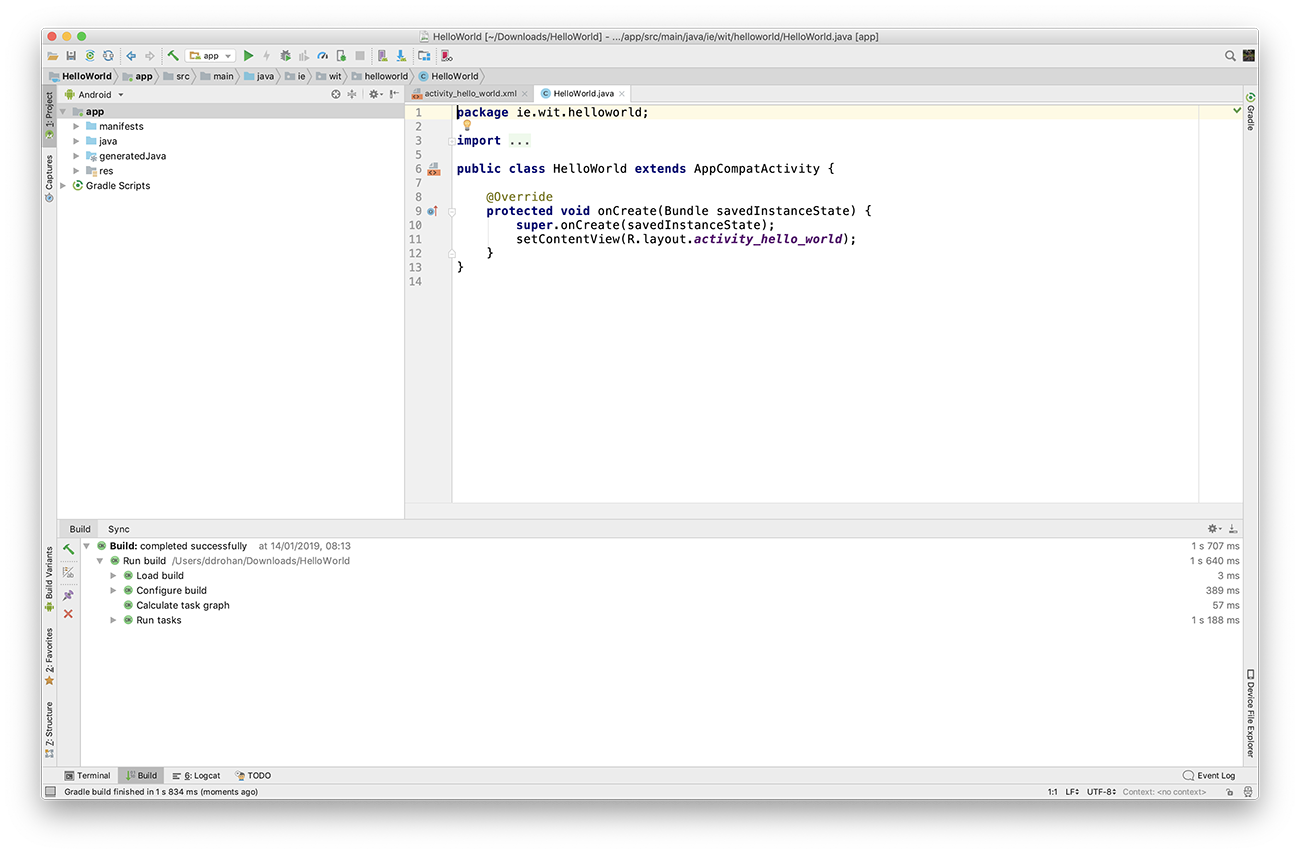 HelloWorld [~/Downloads/HelloWorld] - .../app/src/main/java/ie/wit/helloworld/HelloWorld.java [app]
app
HelloWorld app src main java ie wit helloworld HelloWorld
1: Project
Captures
Build Variants
2: Favorites
Z: Structure
Android
app
manifests
java
generatedJava
res
Gradle Scripts
activity_hello_world.xml HelloWorld.java
1 package ie.wit.helloworld;
2
3 import ...
5
6 public class HelloWorld extends AppCompatActivity {
7
8 @Override
9 protected void onCreate(Bundle savedInstanceState) {
10 super.onCreate(savedInstanceState);
11 setContentView(R.layout.activity_hello_world);
12 }
13 }
14
Gradle
Device File Explorer
Build Sync
Build: completed successfully at 14/01/2019, 08:13 1 s 707 ms
Run build /Users/ddrohan/Downloads/HelloWorld 1 s 640 ms
Load build 3 ms
Configure build 389 ms
Calculate task graph 57 ms
Run tasks 1 s 188 ms
Terminal Build 6: Logcat TODO Event Log
Gradle build finished in 1 s 834 ms (moments ago) 1:1 LF UTF-8 Context: <no context>